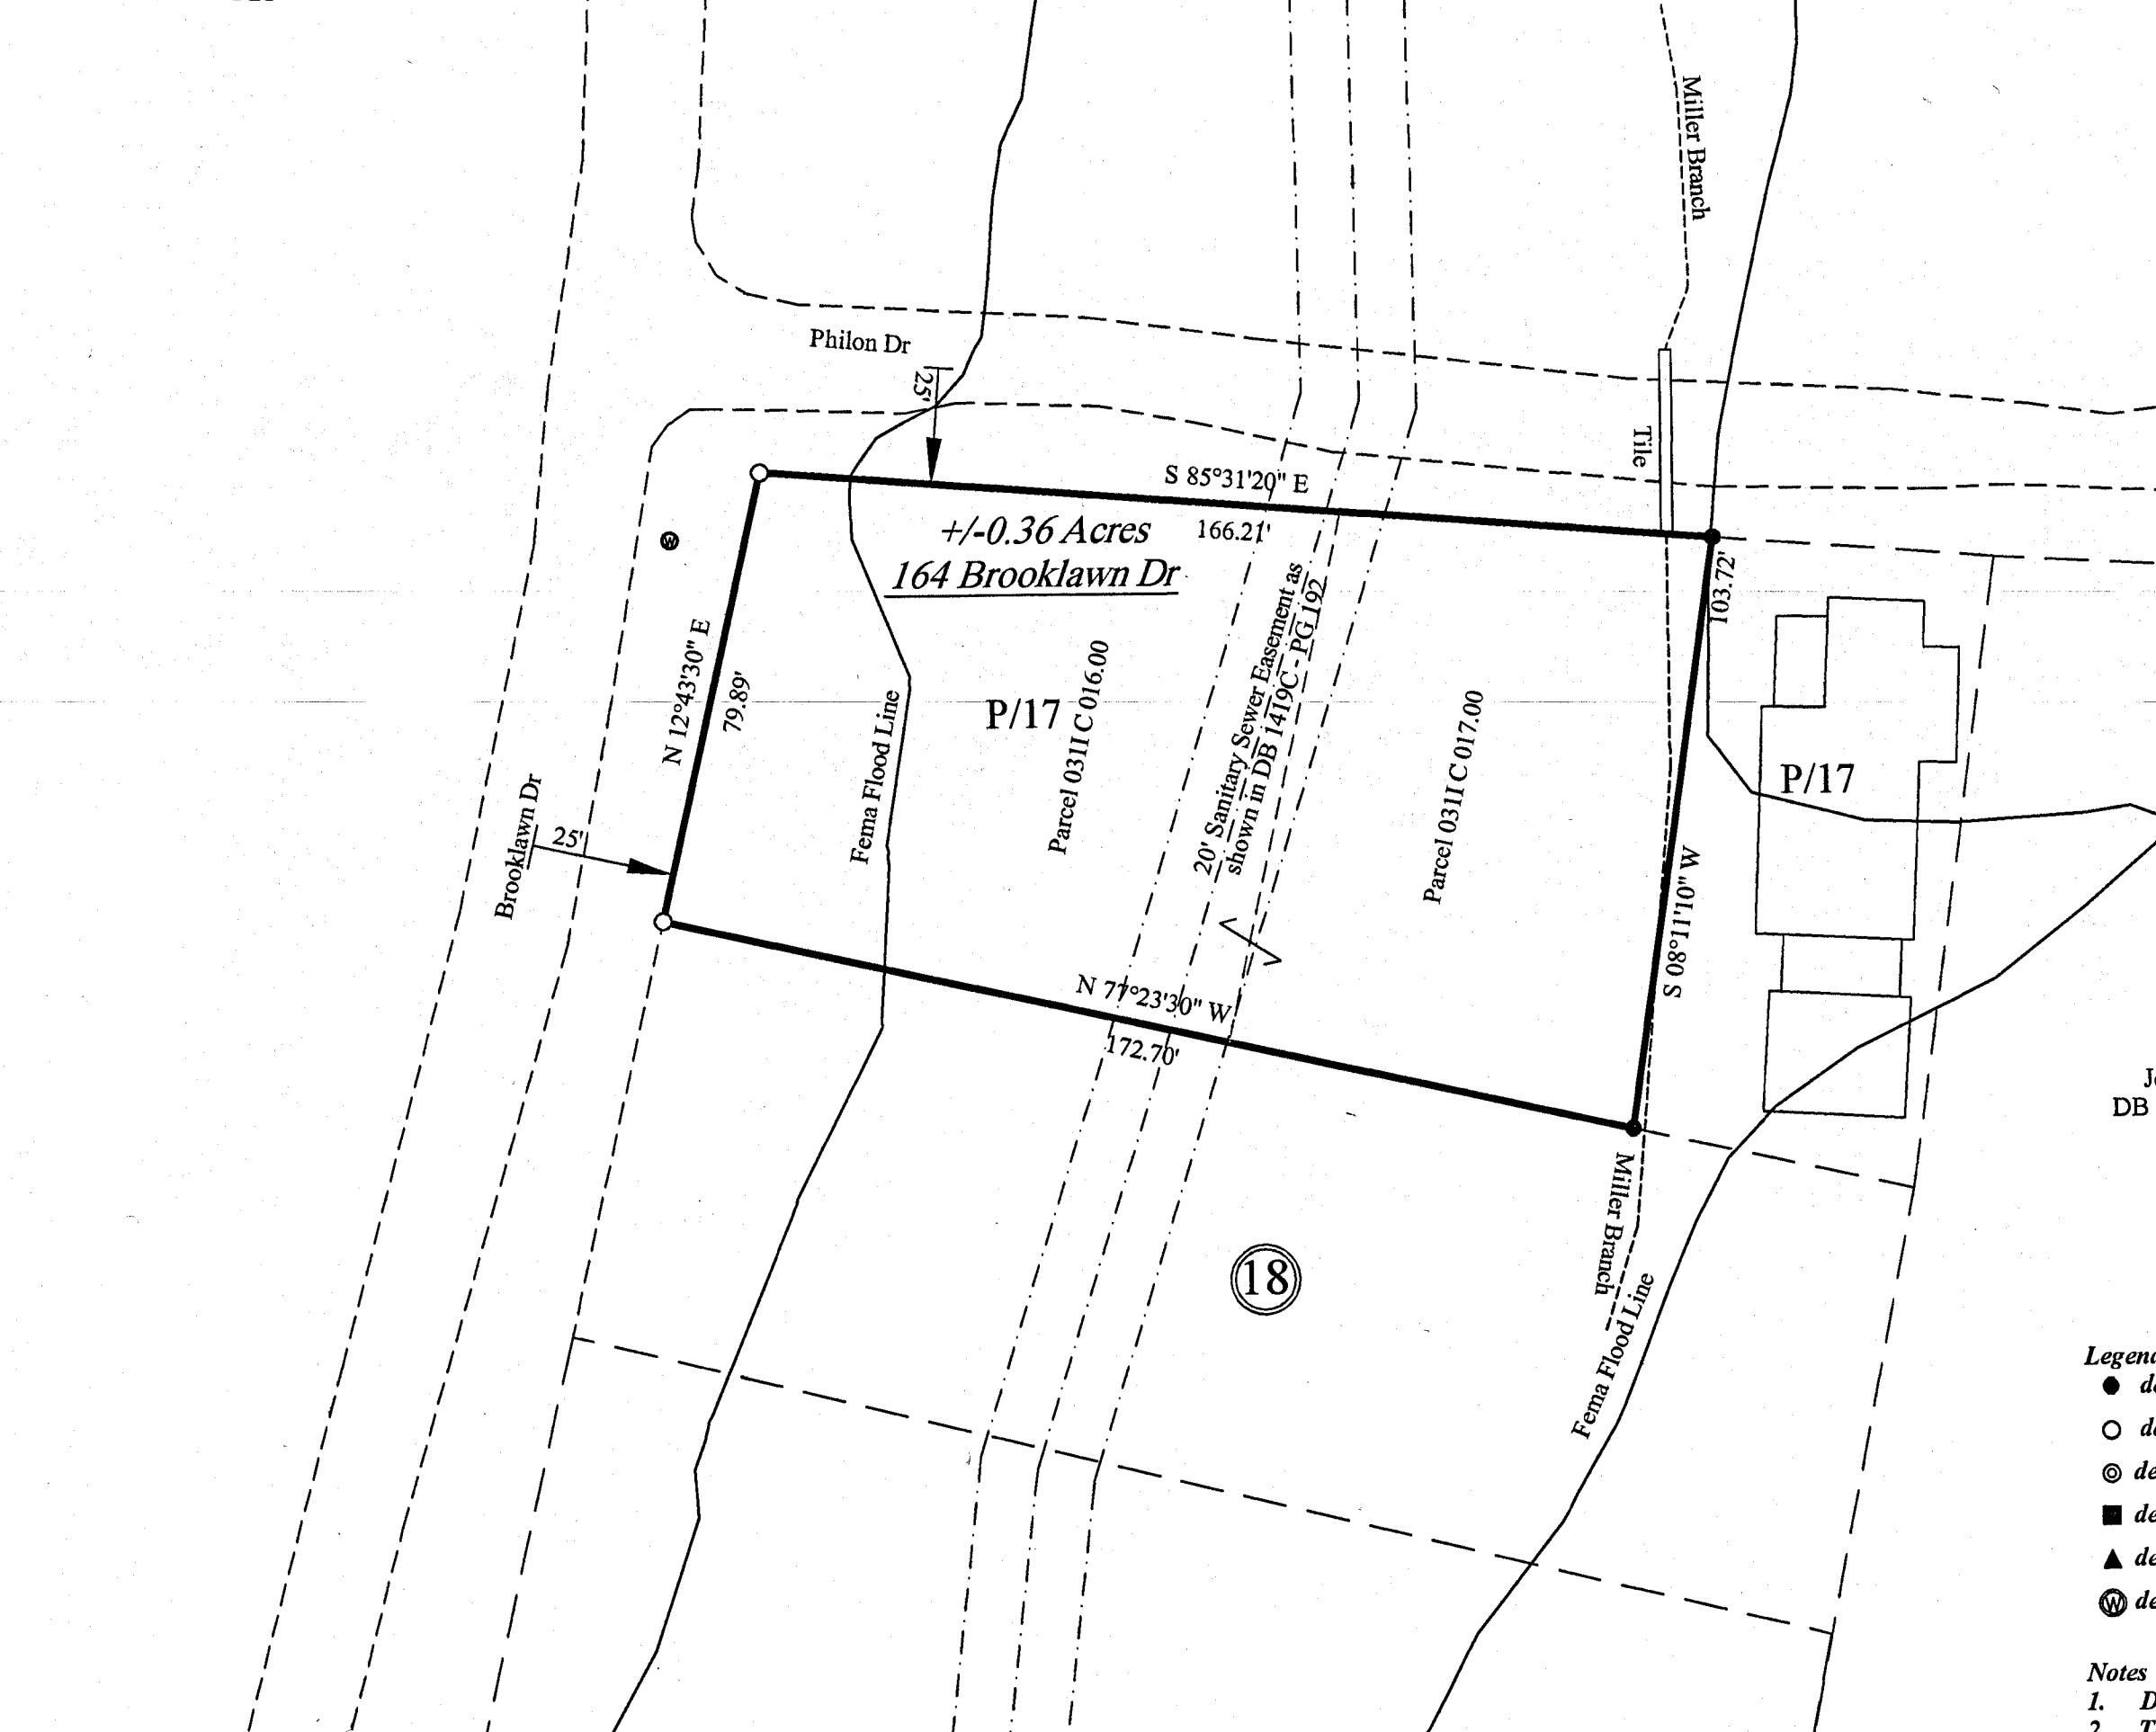 Miller Branch
Philon Dr
25'
Tile
S 85°31'20" E
166.21'
+/-0.36 Acres
164 Brooklawn Dr
103.72'
N 12°43'30" E
79.89'
Fema Flood Line
P/17
Parcel 031I C 016.00
20' Sanitary Sewer Easement as
shown in DB 1419C - PG 192
Parcel 031I C 017.00
P/17
Brooklawn Dr
25'
S 08°11'10" W
N 77°23'30" W
172.70'
DB
Miller Branch
18
Fema Flood Line
W
W
Notes
1.
2.